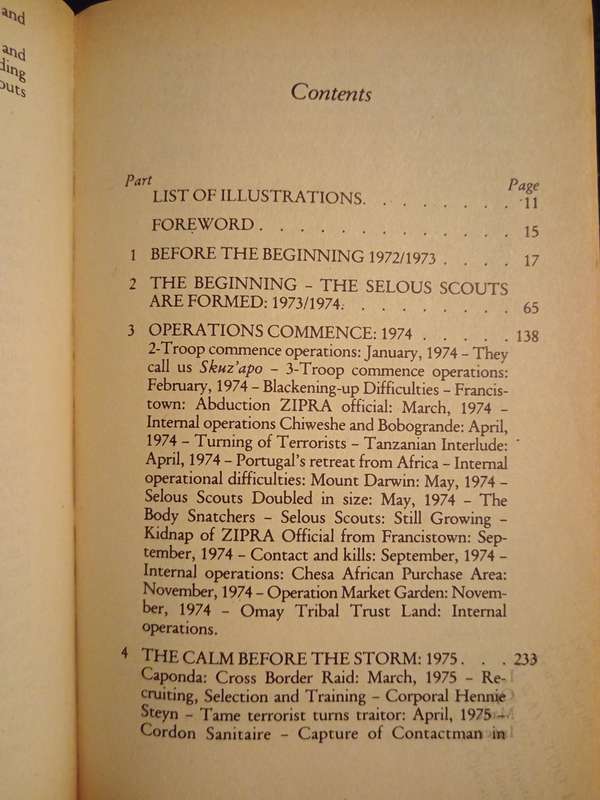 and
and
ding
outs
Contents
Part
Page
LIST OF ILLUSTRATIONS. . . . . . . . 11
FOREWORD . . . . . . . . . . . . . 15
1 BEFORE THE BEGINNING 1972/1973 . . . . 17
2 THE BEGINNING – THE SELOUS SCOUTS
ARE FORMED: 1973/1974. . . . . . . . . 65
3 OPERATIONS COMMENCE: 1974 . . . . . 138
2-Troop commence operations: January, 1974 – They
call us Skuz'apo – 3-Troop commence operations:
February, 1974 – Blackening-up Difficulties – Francis-
town: Abduction ZIPRA official: March, 1974 –
Internal operations Chiweshe and Bobogrande: April,
1974 – Turning of Terrorists – Tanzanian Interlude:
April, 1974 – Portugal's retreat from Africa – Internal
operational difficulties: Mount Darwin: May, 1974 –
Selous Scouts Doubled in size: May, 1974 – The
Body Snatchers – Selous Scouts: Still Growing –
Kidnap of ZIPRA Official from Francistown: Sep-
tember, 1974 – Contact and kills: September, 1974 –
Internal operations: Chesa African Purchase Area:
November, 1974 – Operation Market Garden: Novem-
ber, 1974 – Omay Tribal Trust Land: Internal
operations.
4 THE CALM BEFORE THE STORM: 1975 . . . 233
Caponda: Cross Border Raid: March, 1975 – Re-
cruiting, Selection and Training – Corporal Hennie
Steyn – Tame terrorist turns traitor: April, 1975 –
Cordon Sanitaire – Capture of Contactman in